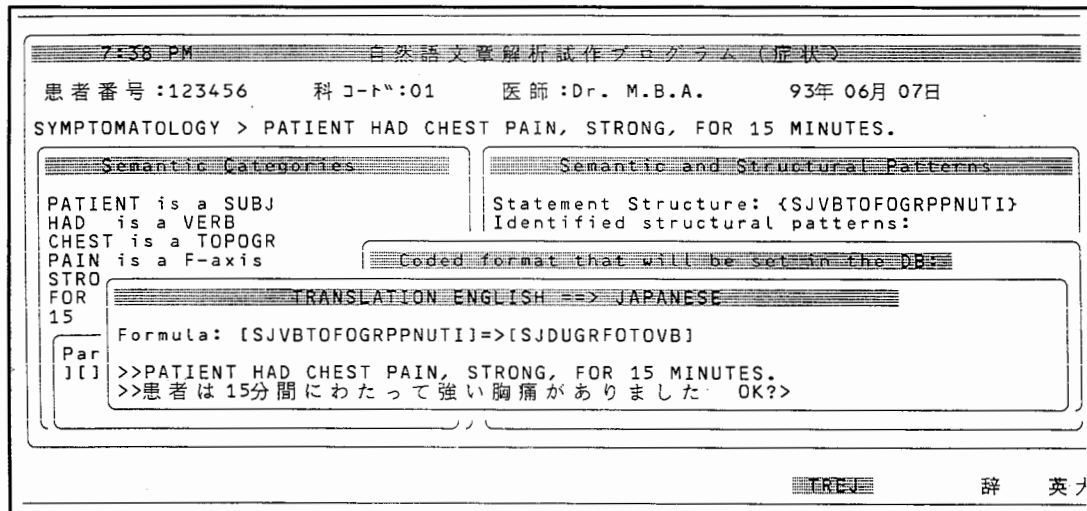 7:38 PM 自然語文章解析試作プログラム (症状)
患者番号:123456 科コード:01 医師:Dr. M.B.A. 93年 06月 07日
SYMPTOMATOLOGY > PATIENT HAD CHEST PAIN, STRONG, FOR 15 MINUTES.
Semantic Categories
PATIENT is a SUBJ
HAD is a VERB
CHEST is a TOPOGR
PAIN is a F-axis
STRO
FOR
15
Par
][]
Semantic and Structural Patterns
Statement Structure: {SJVBTOFOGRPPNUTI}
Identified structural patterns:
Coded format that will be set in the DB:
TRANSLATION ENGLISH ==> JAPANESE
Formula: [SJVBTOFOGRPPNUTI]=>[SJDUGRFOTOVB]
>>PATIENT HAD CHEST PAIN, STRONG, FOR 15 MINUTES.
>>患者は15分間にわたって強い胸痛がありました OK?>
TREJ 辞 英